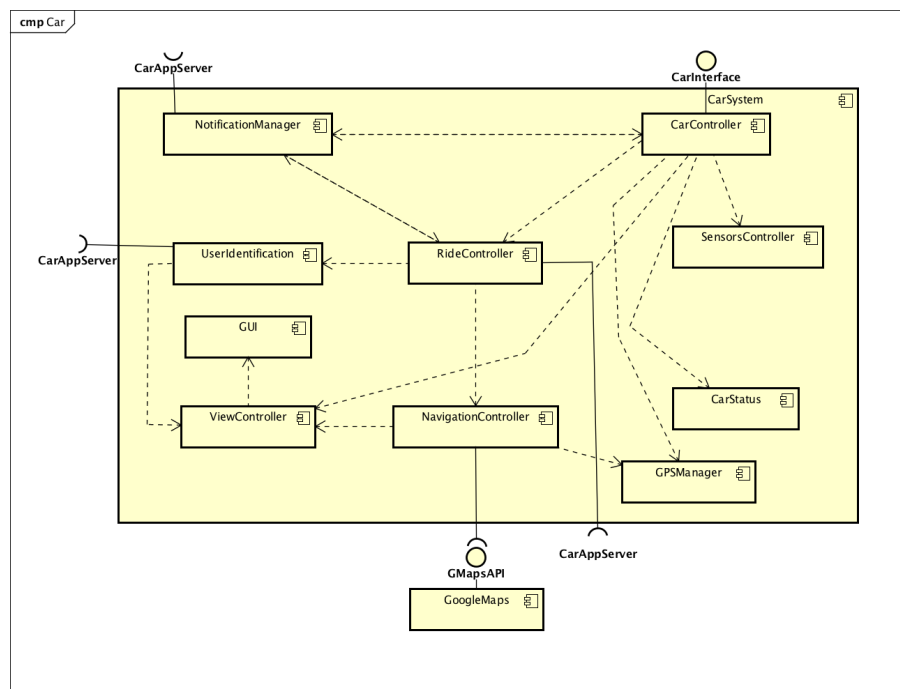 cmp Car
CarAppServer
CarInterface
CarSystem
NotificationManager
CarController
CarAppServer
UserIdentification
RideController
SensorsController
GUI
CarStatus
ViewController
NavigationController
GPSManager
CarAppServer
GMapsAPI
GoogleMaps